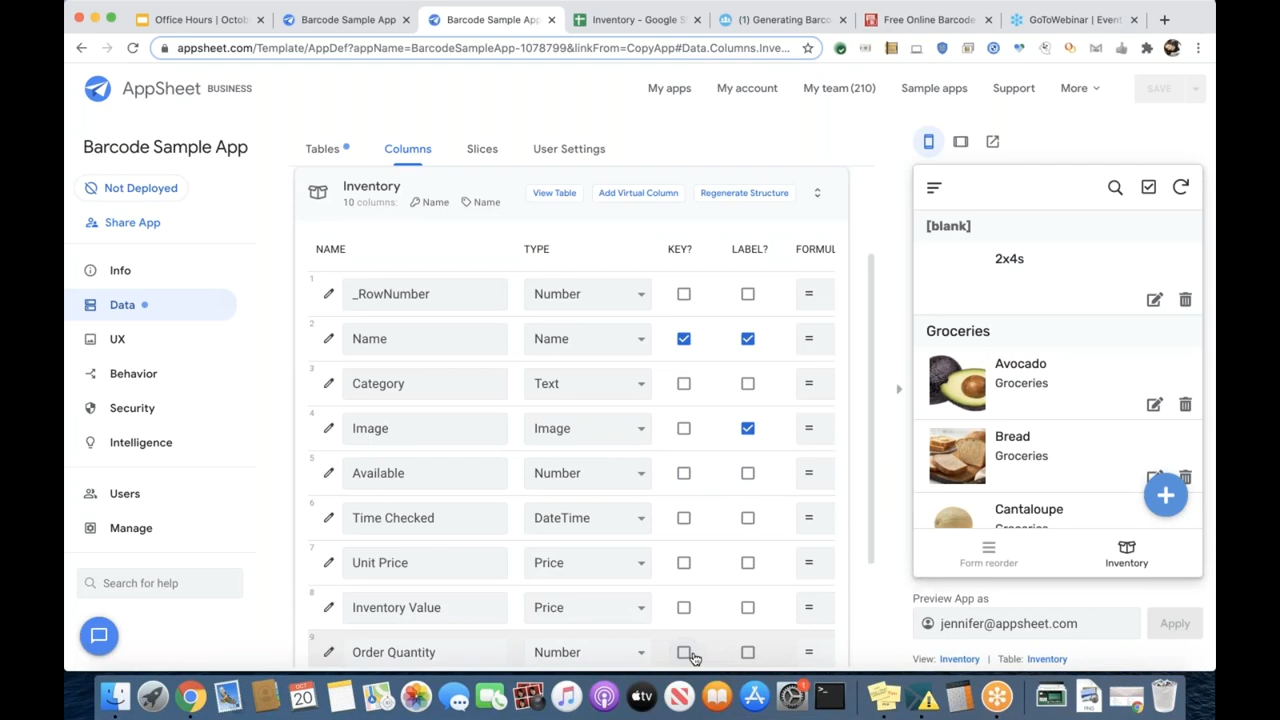 Office Hours | Octob
Barcode Sample App
Barcode Sample App
Inventory - Google S
(1) Generating Barco
Free Online Barcode
GoToWebinar | Event
appsheet.com/Template/AppDef?appName=BarcodeSampleApp-1078799&linkFrom=CopyApp#Data.Columns.Inve...
AppSheet BUSINESS
My apps
My account
My team (210)
Sample apps
Support
More
SAVE
Barcode Sample App
Not Deployed
Share App
Info
Data
UX
Behavior
Security
Intelligence
Users
Manage
Search for help
Tables
Columns
Slices
User Settings
Inventory
10 columns: Name Name
View Table
Add Virtual Column
Regenerate Structure
NAME TYPE KEY? LABEL? FORMUL
1 _RowNumber Number =
2 Name Name =
3 Category Text =
4 Image Image =
5 Available Number =
6 Time Checked DateTime =
7 Unit Price Price =
8 Inventory Value Price =
9 Order Quantity Number =
[blank]
2x4s
Groceries
Avocado
Groceries
Bread
Groceries
Cantaloupe
Groceries
Form reorder
Inventory
Preview App as
jennifer@appsheet.com
Apply
View: Inventory | Table: Inventory
OCT
20
tv
1